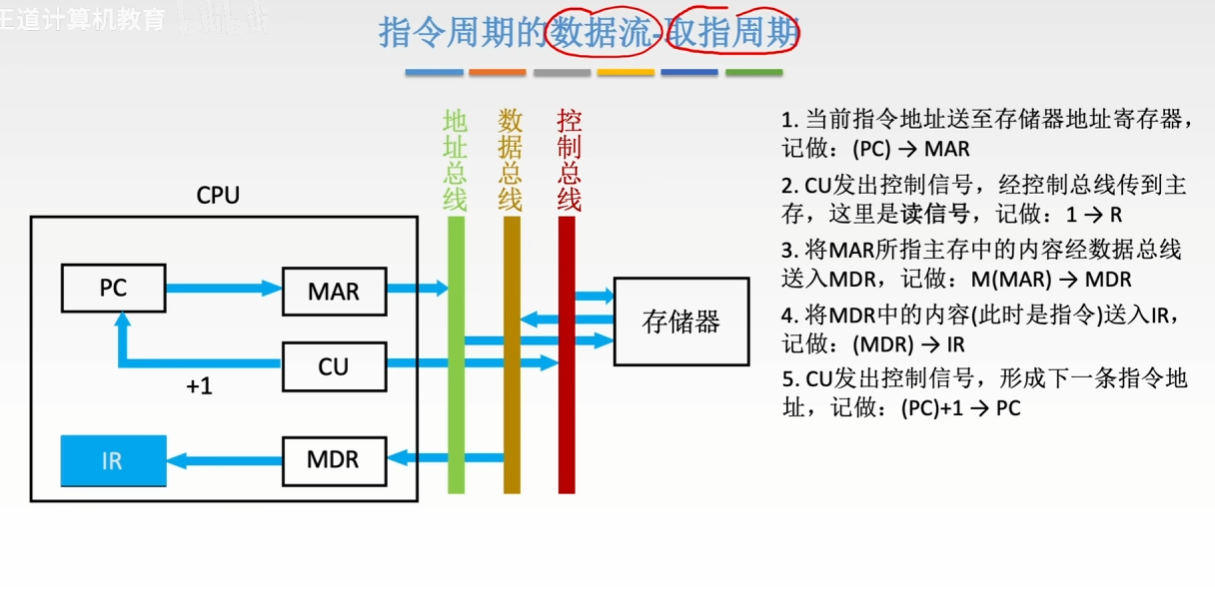 王道计算机教育
指令周期的数据流-取指周期
地址总线
数据总线
控制总线
CPU
PC
MAR
CU
+1
IR
MDR
存储器
1. 当前指令地址送至存储器地址寄存器，
记做：(PC) → MAR
2. CU发出控制信号，经控制总线传到主
存，这里是读信号，记做：1 → R
3. 将MAR所指主存中的内容经数据总线
送入MDR，记做：M(MAR) → MDR
4. 将MDR中的内容(此时是指令)送入IR，
记做：(MDR) → IR
5. CU发出控制信号，形成下一条指令地
址，记做：(PC)+1 → PC